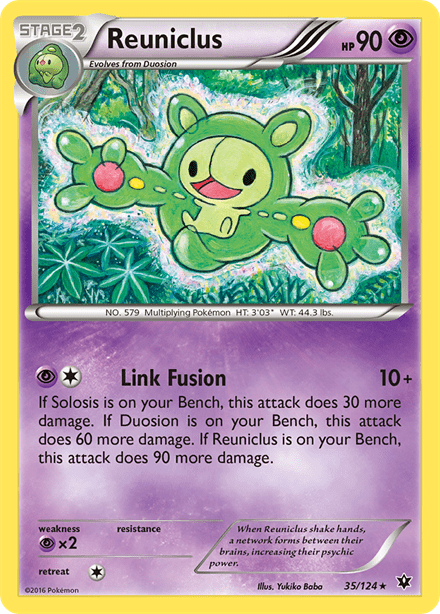 STAGE2
Reuniclus
HP90
Evolves from Duosion
NO. 579 Multiplying Pokémon HT: 3'03" WT: 44.3 lbs.
Link Fusion 10+
If Solosis is on your Bench, this attack does 30 more
damage. If Duosion is on your Bench, this attack
does 60 more damage. If Reuniclus is on your Bench,
this attack does 90 more damage.
weakness resistance
×2
retreat
When Reuniclus shake hands,
a network forms between their
brains, increasing their psychic
power.
©2016 Pokémon Illus. Yukiko Baba 35/124★